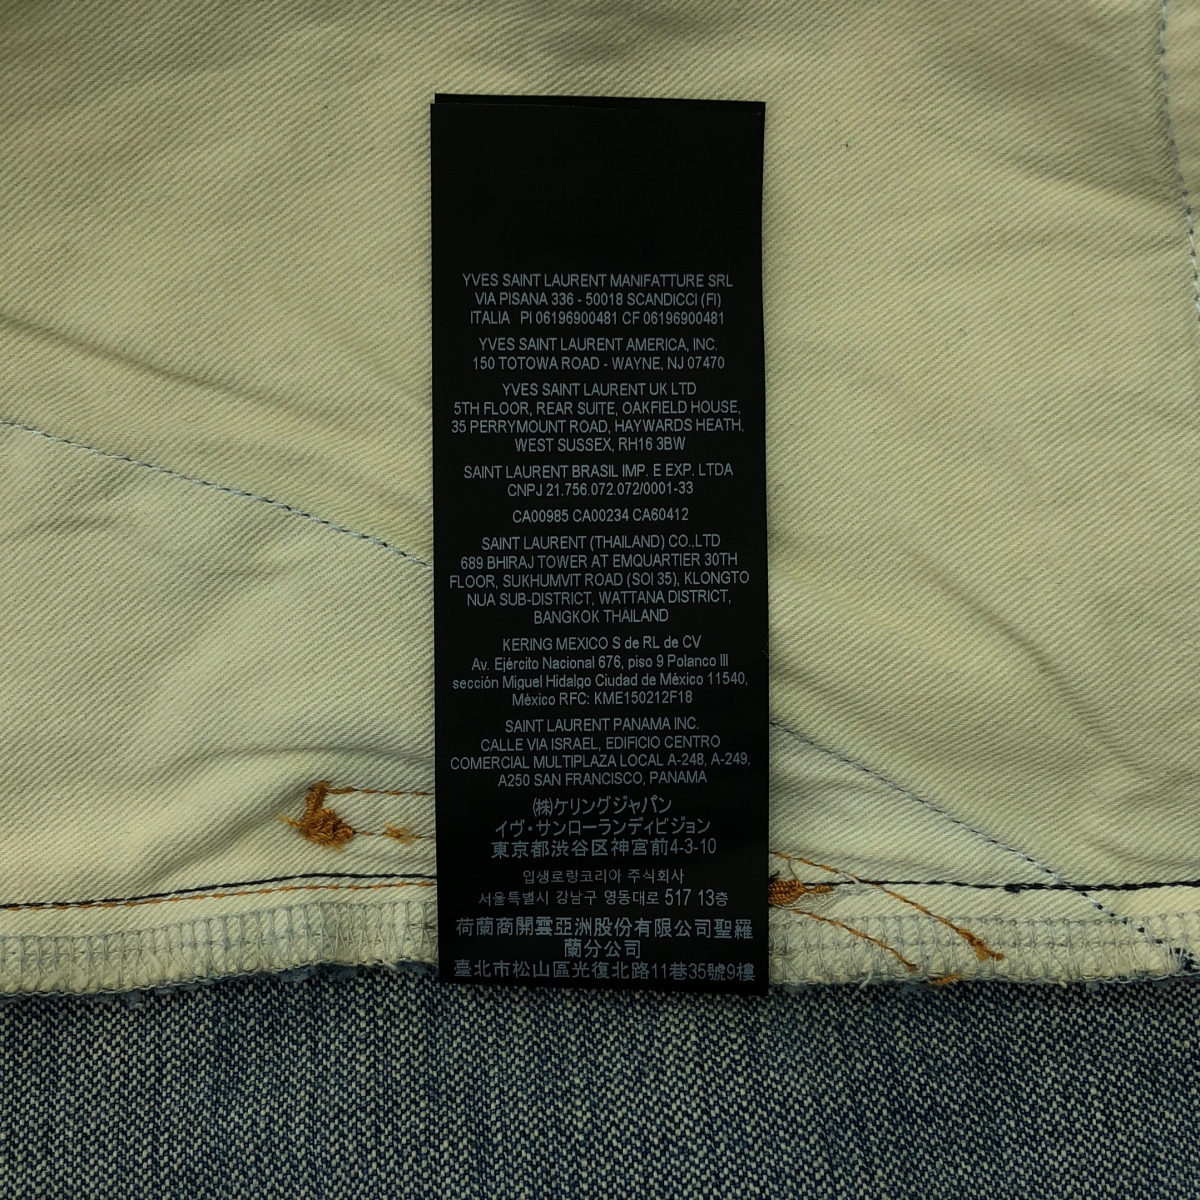 YVES SAINT LAURENT MANIFATTURE SRL
VIA PISANA 336 - 50018 SCANDICCI (FI)
ITALIA PI 06196900481 CF 06196900481
YVES SAINT LAURENT AMERICA, INC.
150 TOTOWA ROAD - WAYNE, NJ 07470
YVES SAINT LAURENT UK LTD
5TH FLOOR, REAR SUITE, OAKFIELD HOUSE,
35 PERRYMOUNT ROAD, HAYWARDS HEATH,
WEST SUSSEX, RH16 3BW
SAINT LAURENT BRASIL IMP. E EXP. LTDA
CNPJ 21.756.072.072/0001-33
CA00985 CA00234 CA60412
SAINT LAURENT (THAILAND) CO.,LTD
689 BHIRAJ TOWER AT EMQUARTIER 30TH
FLOOR, SUKHUMVIT ROAD (SOI 35), KLONGTO
NUA SUB-DISTRICT, WATTANA DISTRICT,
BANGKOK THAILAND
KERING MEXICO S de RL de CV
Av. Ejército Nacional 676, piso 9 Polanco III
sección Miguel Hidalgo Ciudad de México 11540,
México RFC: KME150212F18
SAINT LAURENT PANAMA INC.
CALLE VIA ISRAEL, EDIFICIO CENTRO
COMERCIAL MULTIPLAZA LOCAL A-248, A-249,
A250 SAN FRANCISCO, PANAMA
(株)ケリングジャパン
イヴ・サンローランディビジョン
東京都渋谷区神宮前4-3-10
입생로랑코리아 주식회사
서울특별시 강남구 영동대로 517 13층
荷蘭商開雲亞洲股份有限公司聖羅
蘭分公司
臺北市松山區光復北路11巷35號9樓